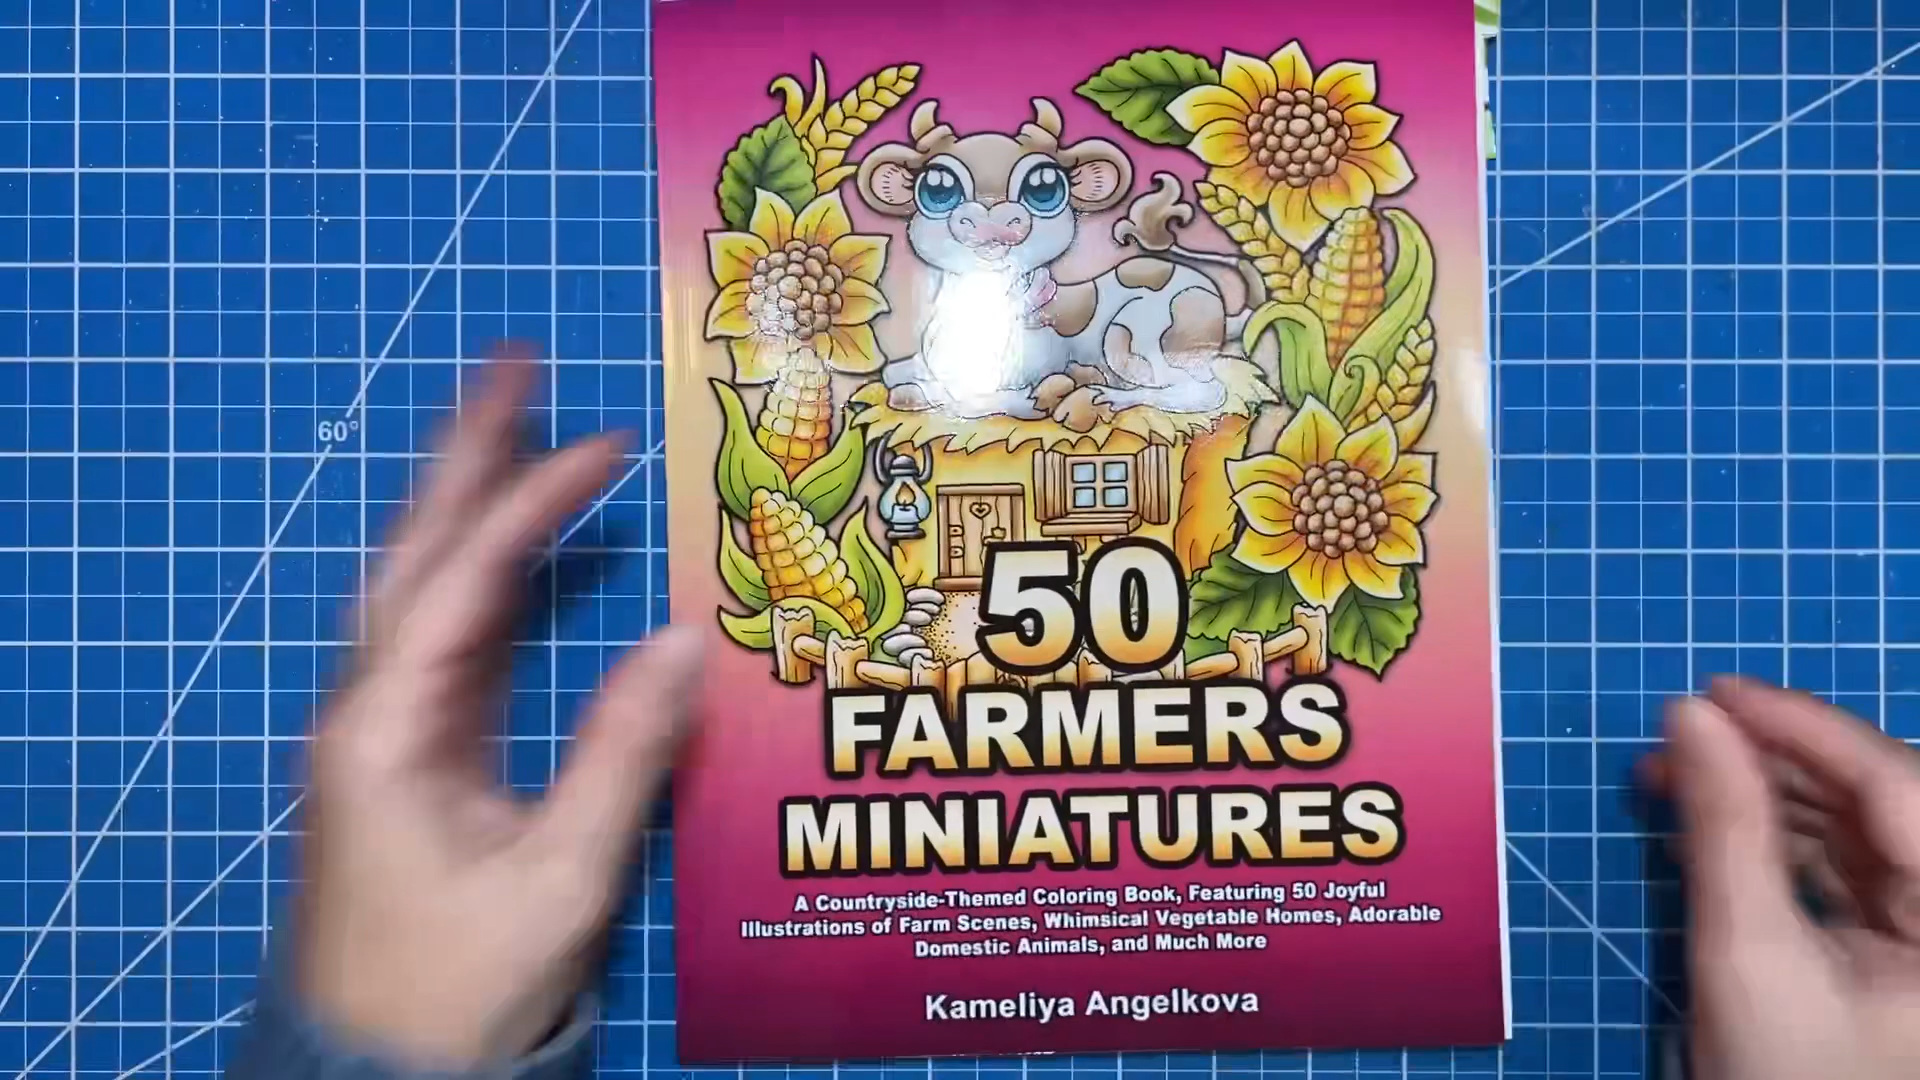 60°
50
FARMERS
MINIATURES
A Countryside-Themed Coloring Book, Featuring 50 Joyful
Illustrations of Farm Scenes, Whimsical Vegetable Homes, Adorable
Domestic Animals, and Much More
Kameliya Angelkova